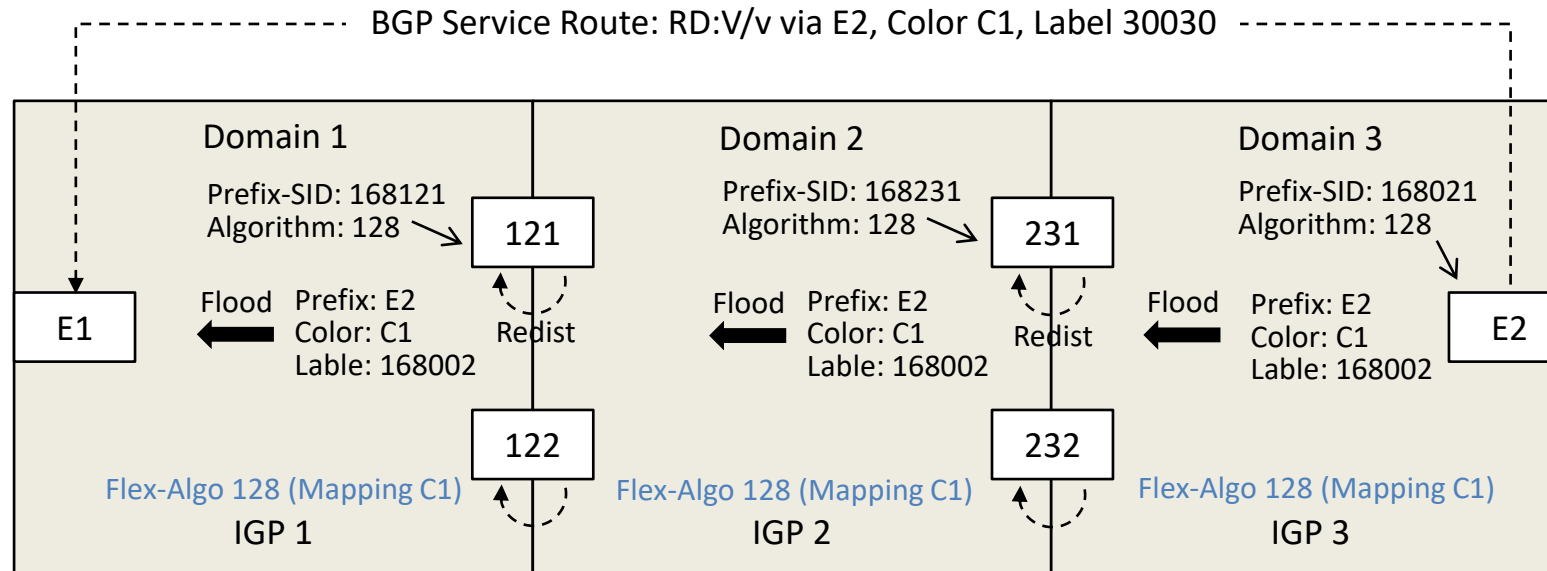 BGP Service Route: RD:V/v via E2, Color C1, Label 30030
Domain 1
Prefix-SID: 168121
Algorithm: 128
121
Flood
Prefix: E2
Color: C1
Lable: 168002
Redist
E1
122
Flex-Algo 128 (Mapping C1)
IGP 1
Domain 2
Prefix-SID: 168231
Algorithm: 128
231
Flood
Prefix: E2
Color: C1
Lable: 168002
Redist
232
Flex-Algo 128 (Mapping C1)
IGP 2
Domain 3
Prefix-SID: 168021
Algorithm: 128
Flood
Prefix: E2
Color: C1
Lable: 168002
E2
Flex-Algo 128 (Mapping C1)
IGP 3